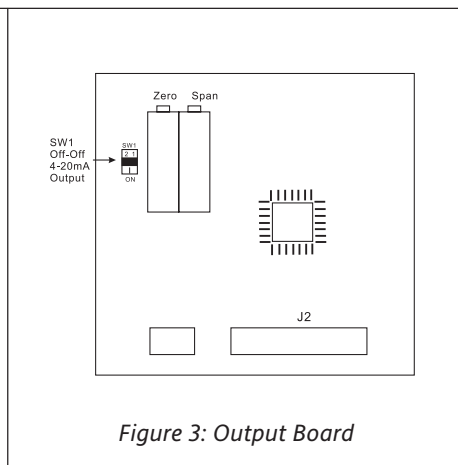 Zero Span
SW1
Off-Off
4-20mA
Output
SW1
2 1
ON
J2
Figure 3: Output Board